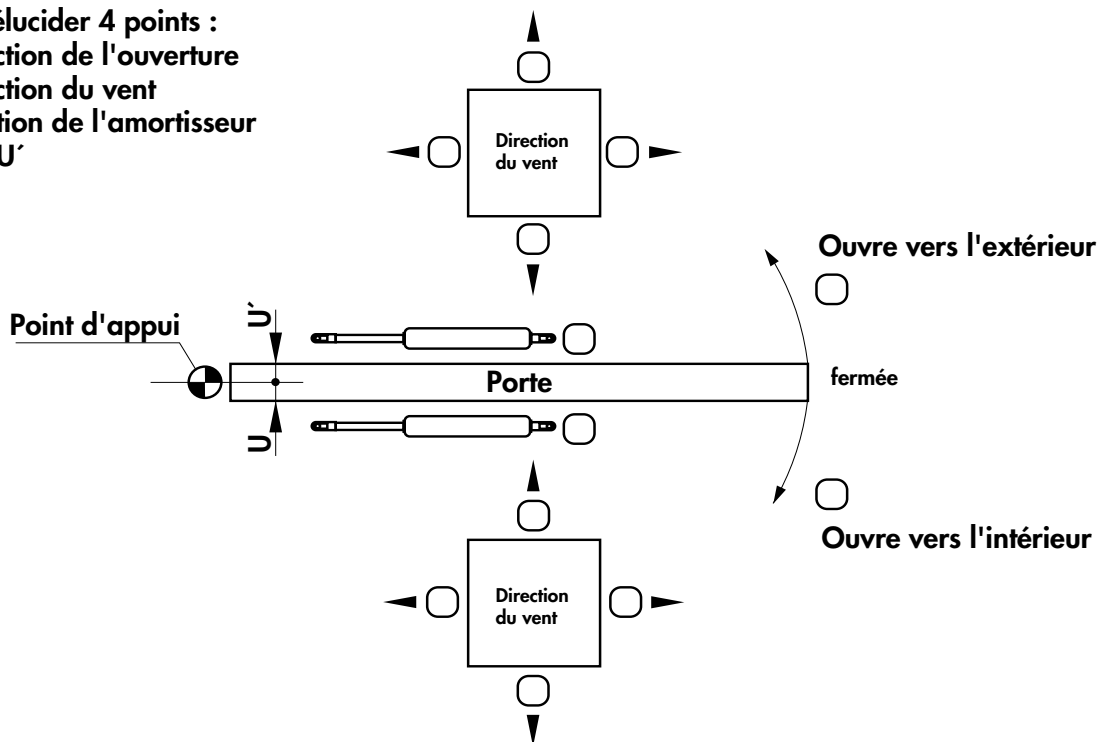 élucider 4 points :
ction de l'ouverture
ction du vent
tion de l'amortisseur
U´
Direction
du vent
Ouvre vers l'extérieur
Point d'appui
U`
Porte
fermée
U
Ouvre vers l'intérieur
Direction
du vent